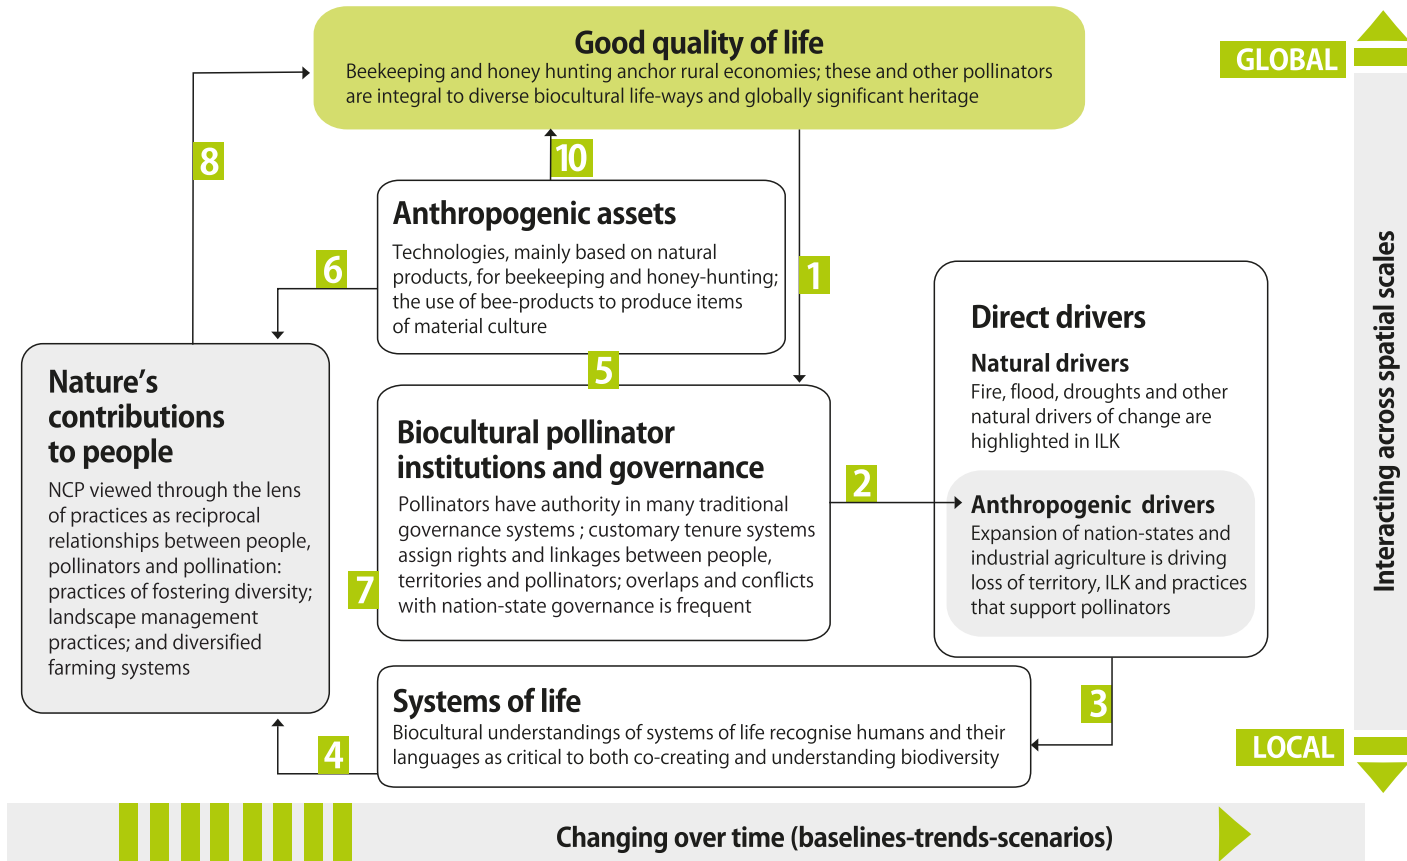 Good quality of life
Beekeeping and honey hunting anchor rural economies; these and other pollinators
are integral to diverse biocultural life-ways and globally significant heritage
GLOBAL
8
10
Anthropogenic assets
Technologies, mainly based on natural
products, for beekeeping and honey-hunting;
the use of bee-products to produce items
of material culture
6
1
5
Nature's
contributions
to people
NCP viewed through the lens
of practices as reciprocal
relationships between people,
pollinators and pollination:
practices of fostering diversity;
landscape management
practices; and diversified
farming systems
Biocultural pollinator
institutions and governance
Pollinators have authority in many traditional
governance systems ; customary tenure systems
assign rights and linkages between people,
territories and pollinators; overlaps and conflicts
with nation-state governance is frequent
7
2
Direct drivers
Natural drivers
Fire, flood, droughts and other
natural drivers of change are
highlighted in ILK
Anthropogenic drivers
Expansion of nation-states and
industrial agriculture is driving
loss of territory, ILK and practices
that support pollinators
3
Systems of life
Biocultural understandings of systems of life recognise humans and their
languages as critical to both co-creating and understanding biodiversity
4
Interacting across spatial scales
LOCAL
Changing over time (baselines-trends-scenarios)